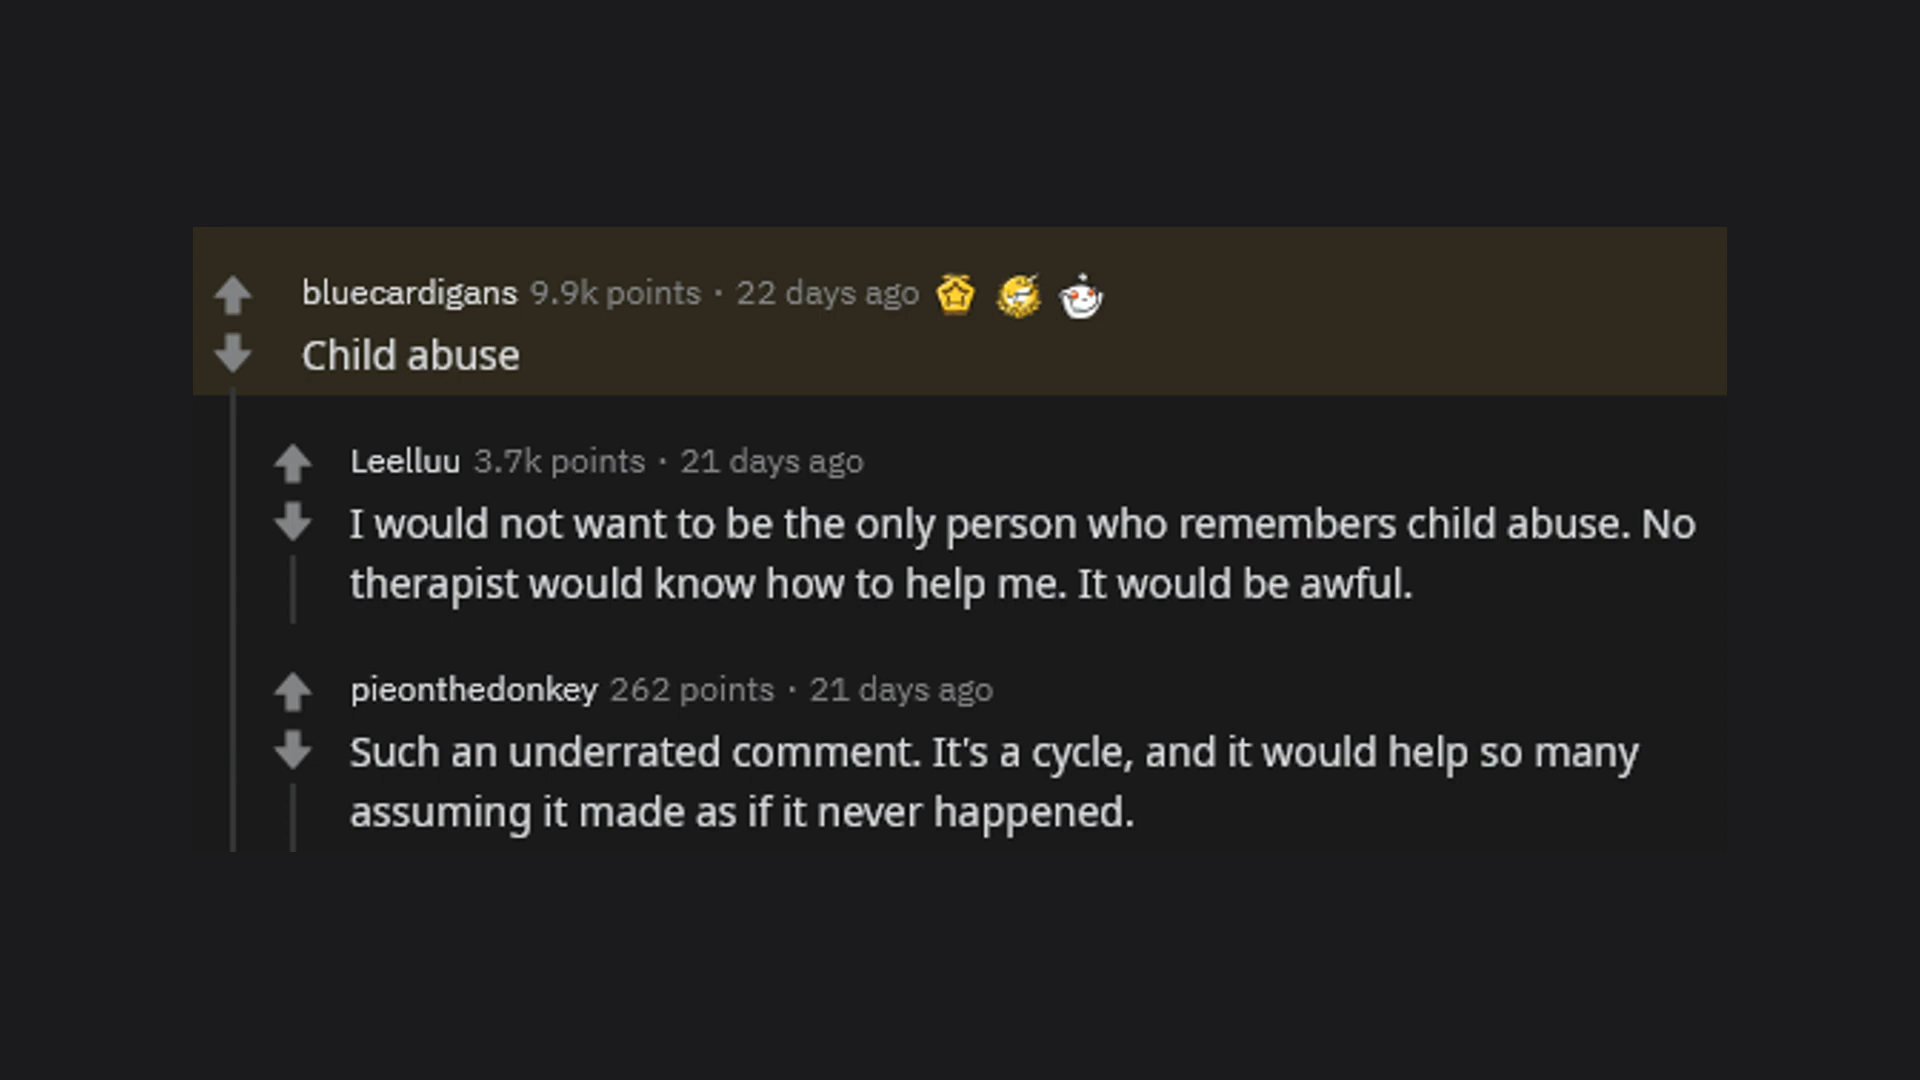 bluecardigans 9.9k points · 22 days ago
Child abuse
Leelluu 3.7k points · 21 days ago
I would not want to be the only person who remembers child abuse. No
therapist would know how to help me. It would be awful.
pieonthedonkey 262 points · 21 days ago
Such an underrated comment. It's a cycle, and it would help so many
assuming it made as if it never happened.